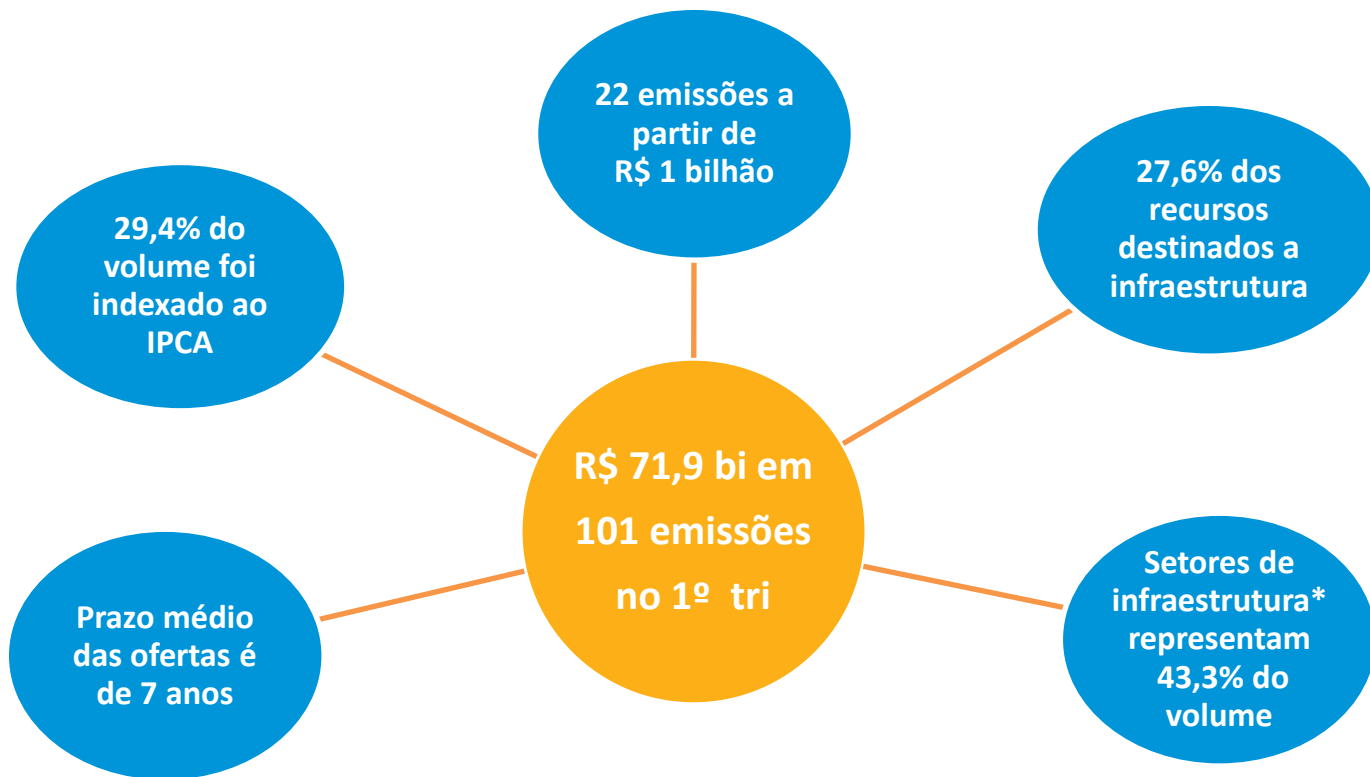 22 emissões a
partir de
R$ 1 bilhão
27,6% dos
recursos
destinados a
infraestrutura
29,4% do
volume foi
indexado ao
IPCA
R$ 71,9 bi em
101 emissões
no 1º tri
Setores de
infraestrutura*
representam
43,3% do
volume
Prazo médio
das ofertas é
de 7 anos